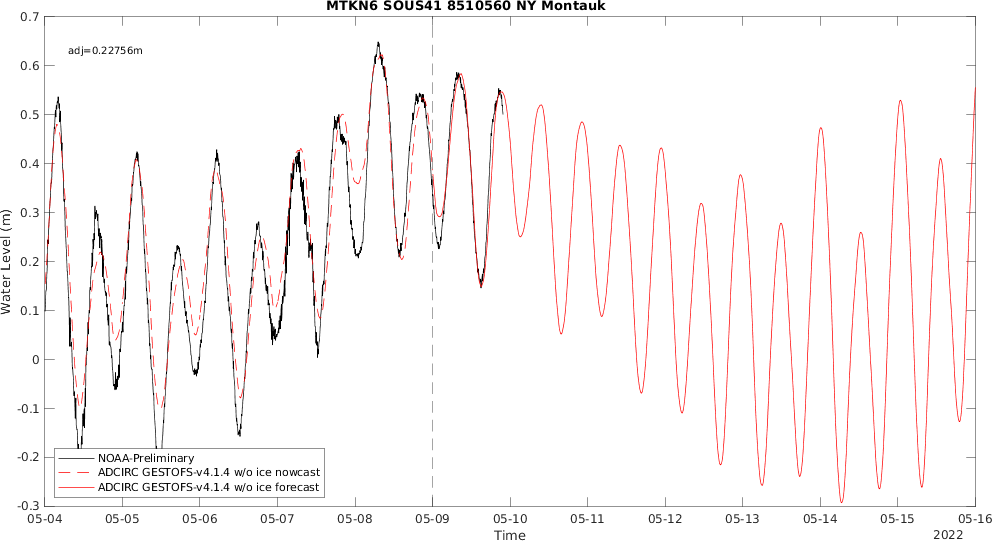 MTKN6 SOUS41 8510560 NY Montauk
0.7
0.6
0.5
0.4
0.3
0.2
0.1
0
-0.1
-0.2
-0.3
Water Level (m)
adj=0.22756m
NOAA-Preliminary
ADCIRC GESTOFS-v4.1.4 w/o ice nowcast
ADCIRC GESTOFS-v4.1.4 w/o ice forecast
05-04 05-05 05-06 05-07 05-08 05-09 05-10 05-11 05-12 05-13 05-14 05-15 05-16
Time
2022